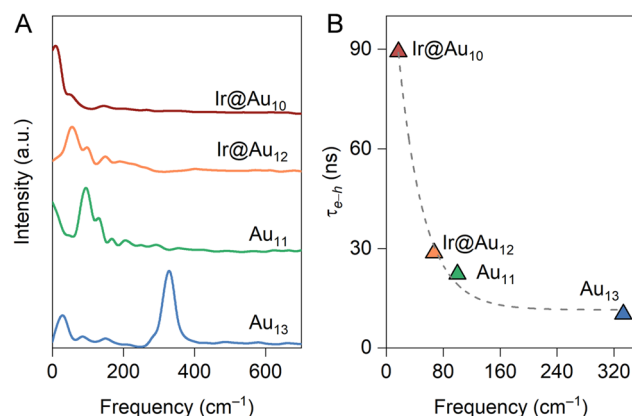 A
Intensity (a.u.)
Ir@Au₁₀
Ir@Au₁₂
Au₁₁
Au₁₃
0
200
400
600
Frequency (cm⁻¹)
B
τₑ₋ₕ (ns)
90
60
30
0
Ir@Au₁₀
Ir@Au₁₂
Au₁₁
Au₁₃
0
80
160
240
320
Frequency (cm⁻¹)